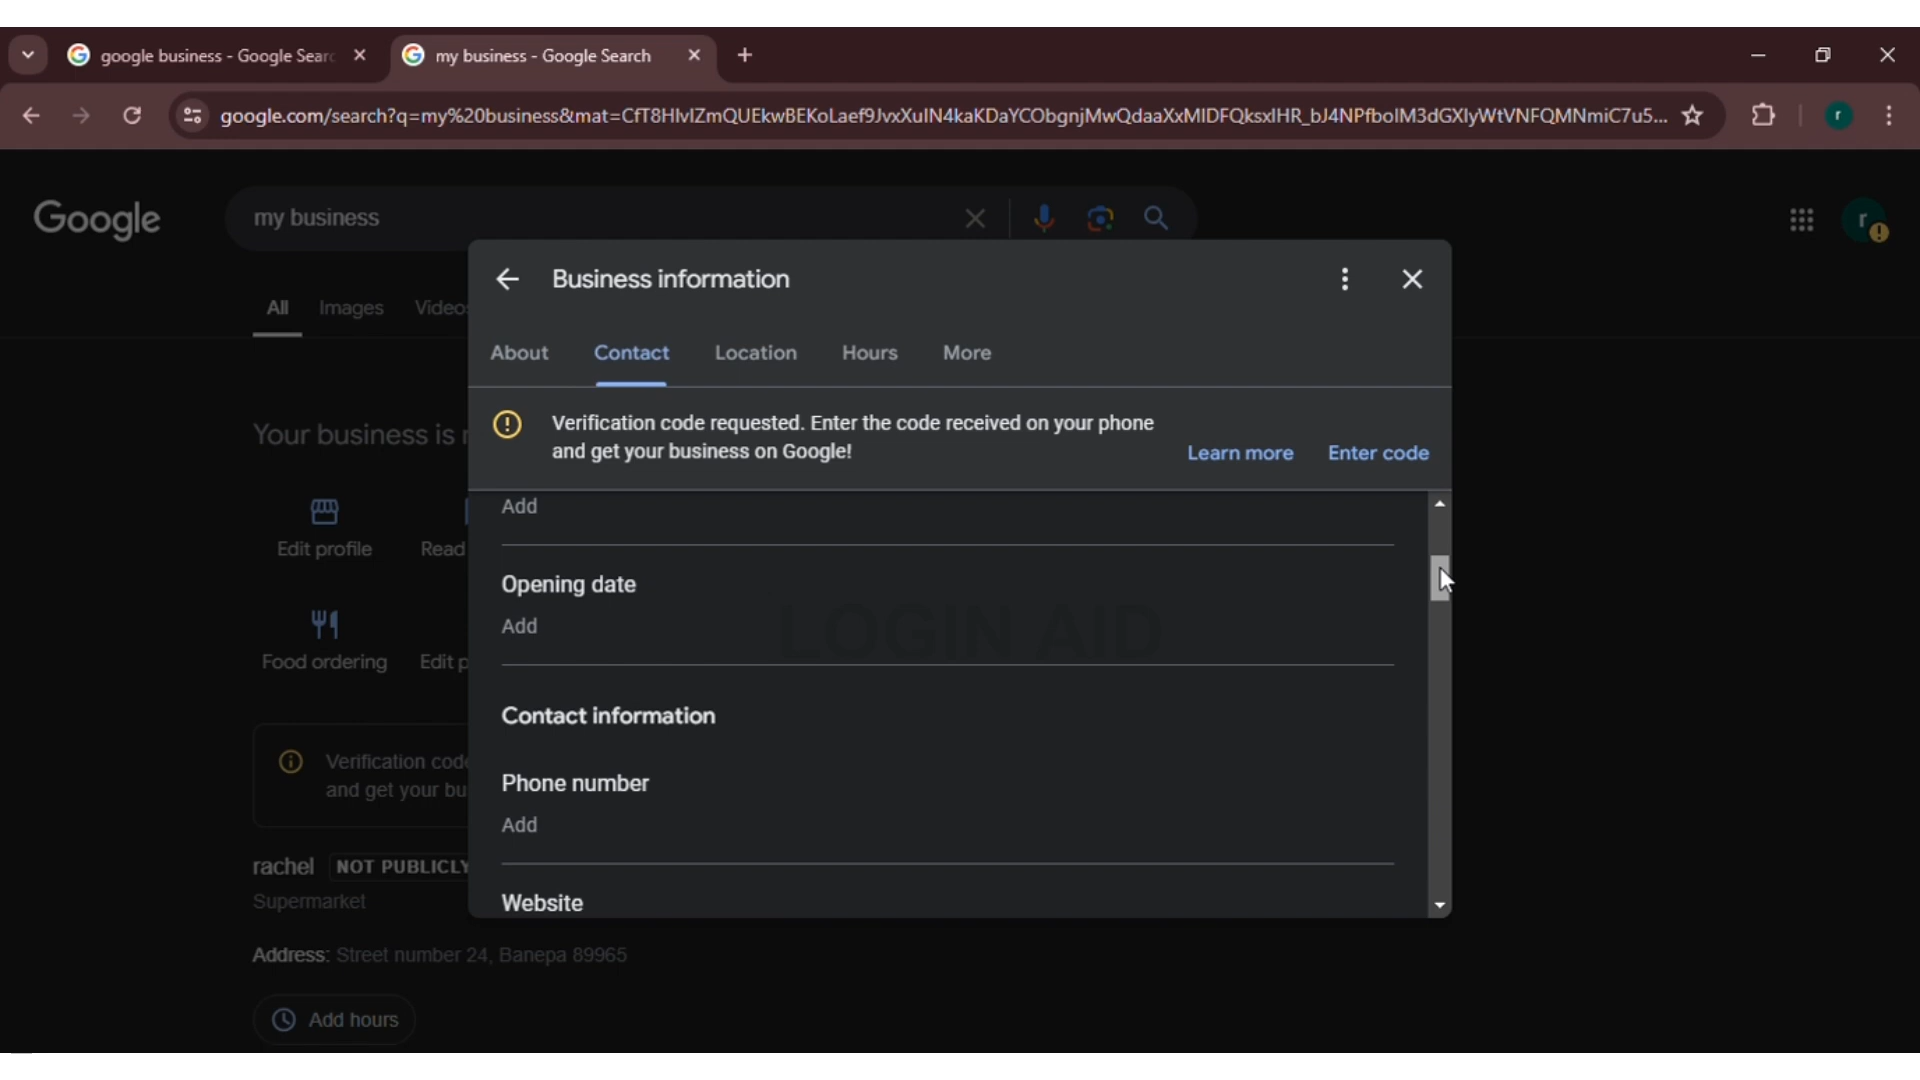 google business - Google Sear
my business - Google Search
google.com/search?q=my%20business&mat=CfT8HlvlZmQUEkwBEKoLaef9JvxXuIN4kaKDaYCObgnjMwQdaaXxMIDFQksxlHR_bJ4NPfbolM3dGXlyWtVNFQMNmiC7u5...
r
Google
my business
r
Business information
All
Images
Videos
About
Contact
Location
Hours
More
Verification code requested. Enter the code received on your phone
and get your business on Google!
Learn more
Enter code
Your business is
Add
Edit profile
Read
Opening date
Add
LOGIN AID
Food ordering
Edit p
Contact information
Verification code
and get your bu
Phone number
Add
rachel
NOT PUBLICLY
Supermarket
Website
Address: Street number 24, Banepa 89965
Add hours